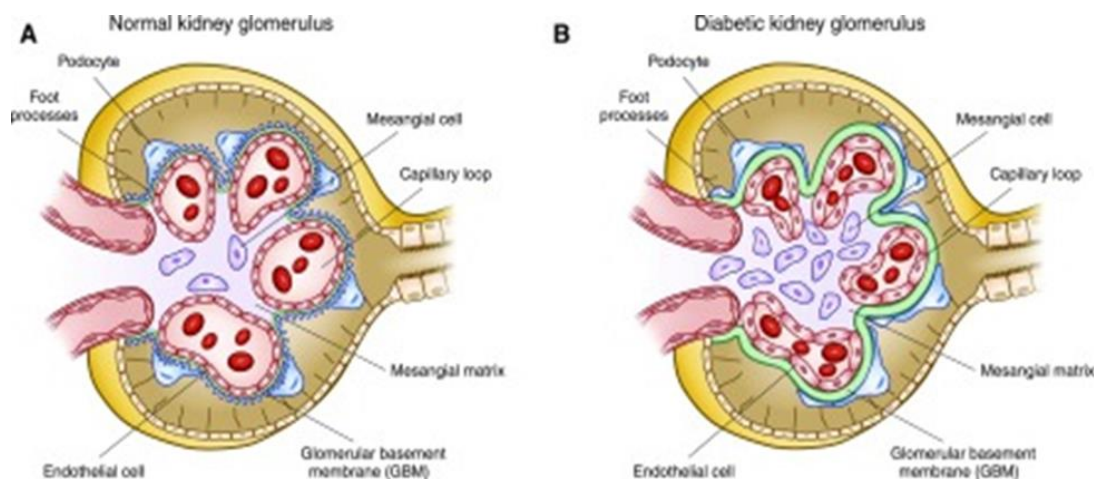 A
Normal kidney glomerulus
Podocyte
Foot
processes
Mesangial cell
Capillary loop
Mesangial matrix
Glomerular basement
membrane (GBM)
Endothelial cell
B
Diabetic kidney glomerulus
Podocyte
Foot
processes
Mesangial cell
Capillary loop
Mesangial matrix
Glomerular basement
membrane (GBM)
Endothelial cell